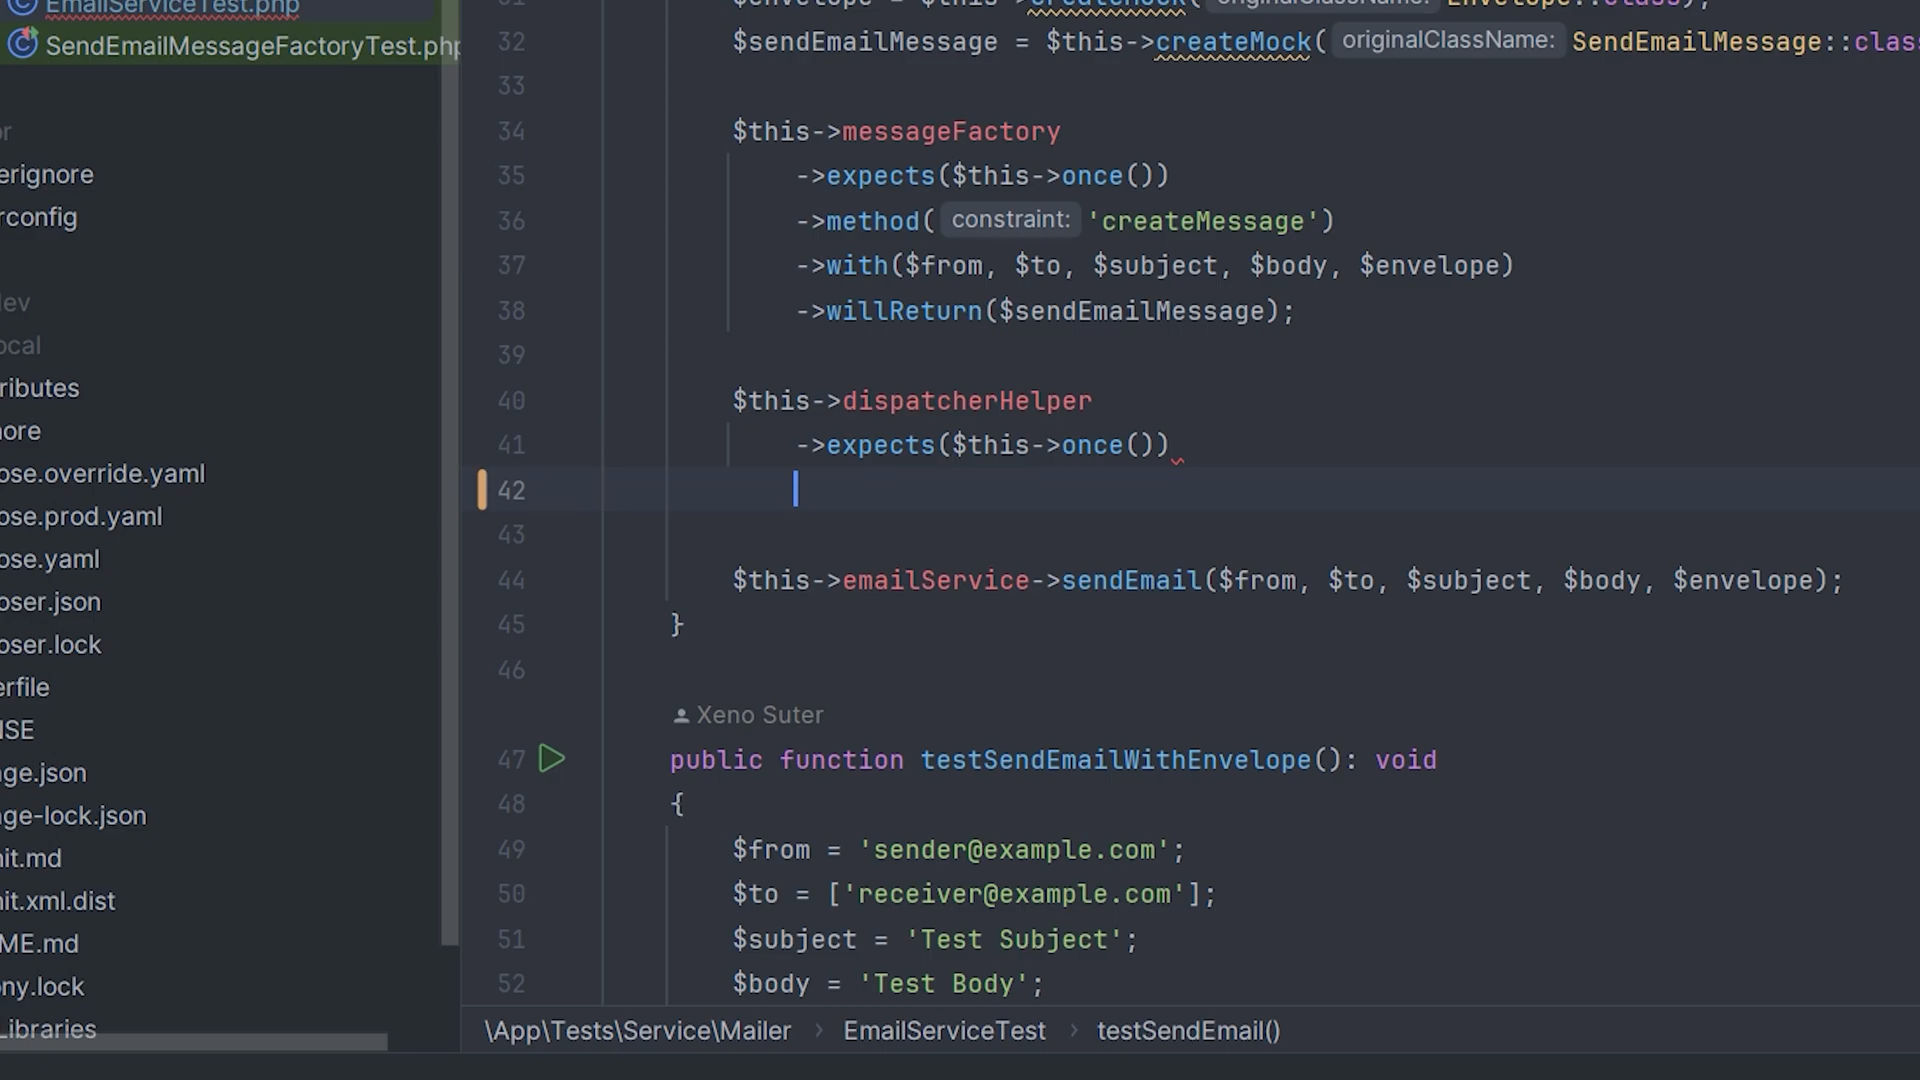 EmailServiceTest.php
SendEmailMessageFactoryTest.php
erignore
rconfig
lev
ocal
ributes
ore
ose.override.yaml
ose.prod.yaml
ose.yaml
oser.json
oser.lock
erfile
NSE
ge.json
ge-lock.json
nit.md
nit.xml.dist
ME.md
ny.lock
Libraries
32 $sendEmailMessage = $this->createMock( originalClassName: SendEmailMessage::class
33
34 $this->messageFactory
35 ->expects($this->once())
36 ->method( constraint: 'createMessage')
37 ->with($from, $to, $subject, $body, $envelope)
38 ->willReturn($sendEmailMessage);
39
40 $this->dispatcherHelper
41 ->expects($this->once())
42
43
44 $this->emailService->sendEmail($from, $to, $subject, $body, $envelope);
45 }
46
Xeno Suter
47 public function testSendEmailWithEnvelope(): void
48 {
49 $from = 'sender@example.com';
50 $to = ['receiver@example.com'];
51 $subject = 'Test Subject';
52 $body = 'Test Body';
\App\Tests\Service\Mailer › EmailServiceTest › testSendEmail()